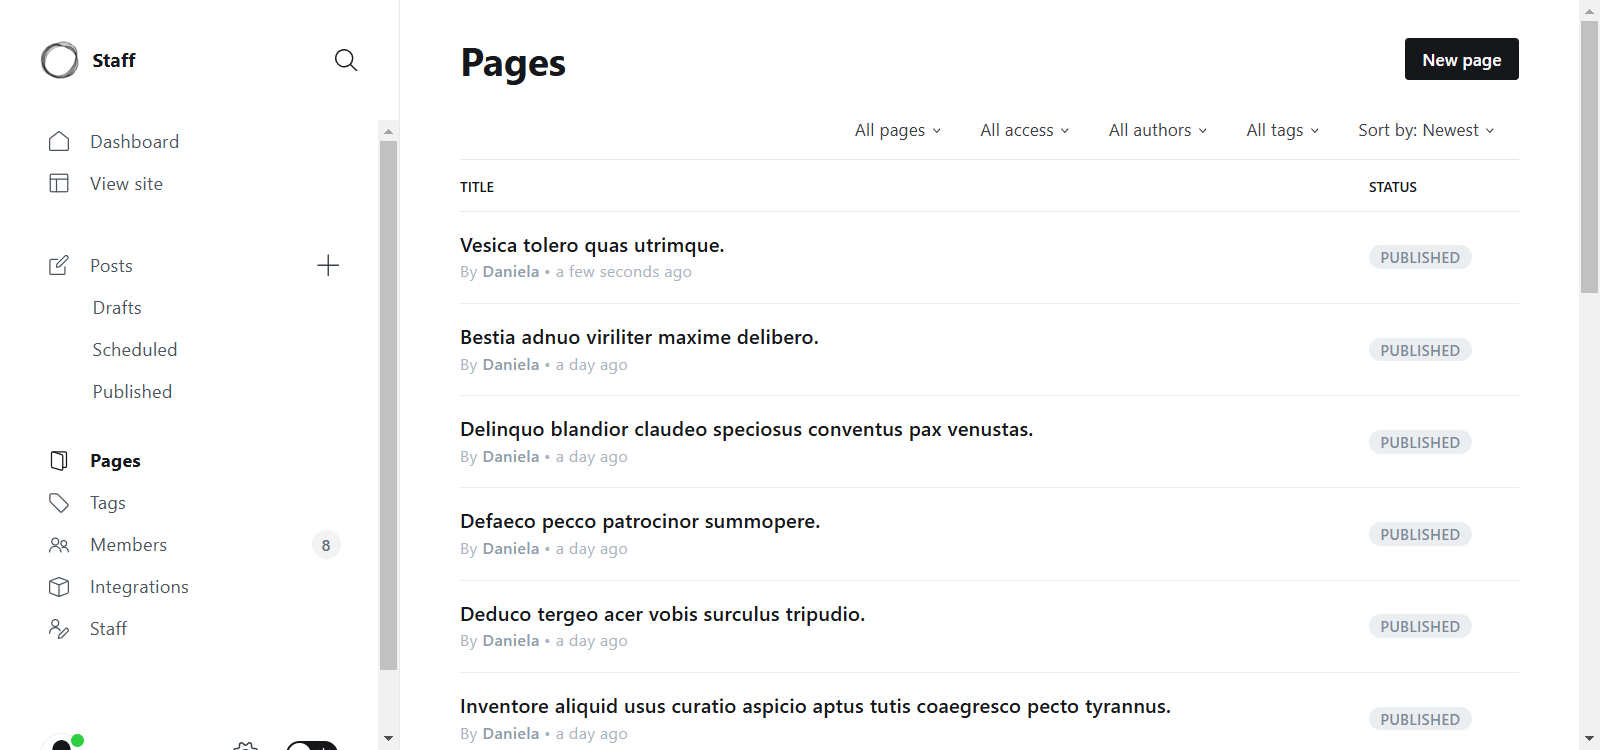 Staff
Dashboard
View site
Posts
Drafts
Scheduled
Published
Pages
Tags
Members 8
Integrations
Staff
Pages
New page
All pages All access All authors All tags Sort by: Newest
TITLE STATUS
Vesica tolero quas utrimque.
By Daniela • a few seconds ago
PUBLISHED
Bestia adnuo viriliter maxime delibero.
By Daniela • a day ago
PUBLISHED
Delinquo blandior claudeo speciosus conventus pax venustas.
By Daniela • a day ago
PUBLISHED
Defaeco pecco patrocinor summopere.
By Daniela • a day ago
PUBLISHED
Deduco tergeo acer vobis surculus tripudio.
By Daniela • a day ago
PUBLISHED
Inventore aliquid usus curatio aspicio aptus tutis coaegresco pecto tyrannus.
By Daniela • a day ago
PUBLISHED